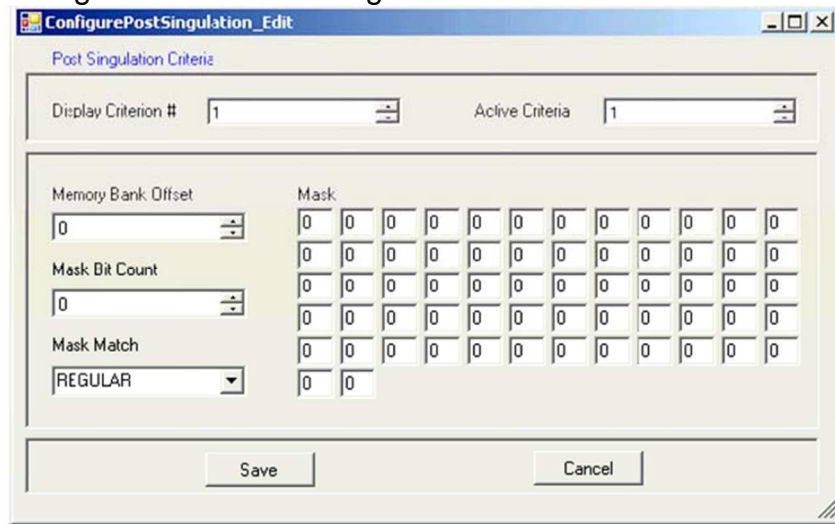 ConfigurePostSingulation_Edit
Post Singulation Criteria
Display Criterion # 1
Active Criteria 1
Memory Bank Offset
0
Mask Bit Count
0
Mask Match
REGULAR
Mask
0 0 0 0 0 0 0 0 0 0 0 0
0 0 0 0 0 0 0 0 0 0 0 0
0 0 0 0 0 0 0 0 0 0 0 0
0 0 0 0 0 0 0 0 0 0 0 0
0 0 0 0 0 0 0 0 0 0 0 0
0 0
Save
Cancel